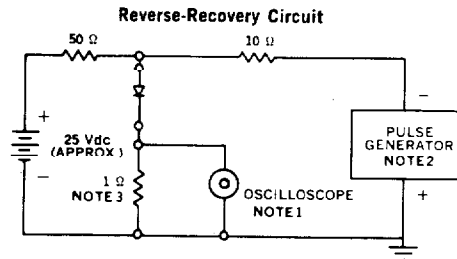 Reverse-Recovery Circuit
50 Ω
10 Ω
+
25 Vdc
(APPROX.)
−
1 Ω
NOTE 3
OSCILLOSCOPE
NOTE 1
−
PULSE
GENERATOR
NOTE 2
+